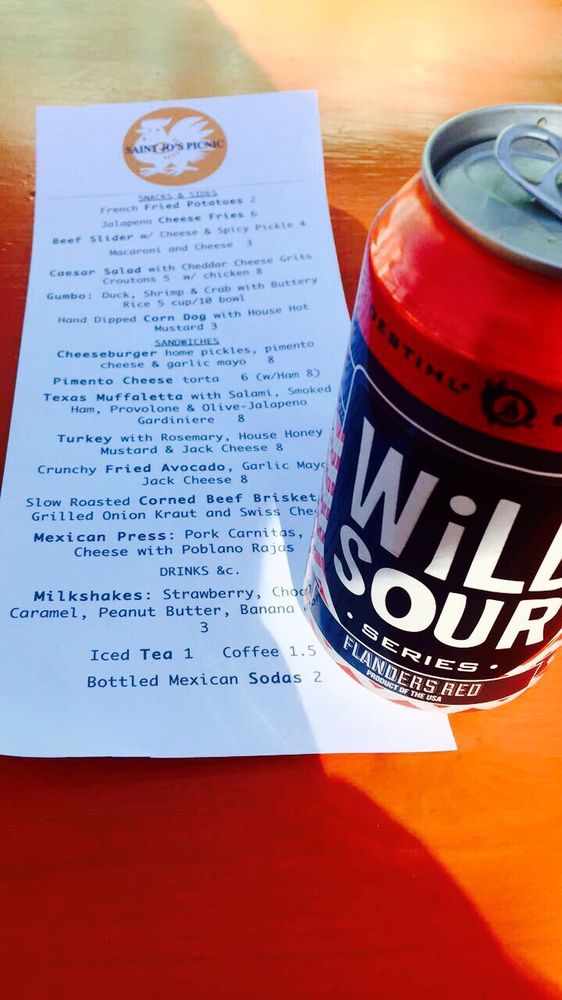 SAINT JO'S PICNIC
SNACKS & SIDES
French Fried Potatoes 2
Jalapeno Cheese Fries 6
Beef Slider w/ Cheese & Spicy Pickle 4
Macaroni and Cheese 3
Caesar Salad with Cheddar Cheese Grits
Croutons 5 w/ chicken 8
Gumbo: Duck, Shrimp & Crab with Buttery
Rice 5 cup/10 bowl
Hand Dipped Corn Dog with House Hot
Mustard 3
SANDWICHES
Cheeseburger home pickles, pimento
cheese & garlic mayo 8
Pimento Cheese torta 6 (w/Ham 8)
Texas Muffaletta with Salami, Smoked
Ham, Provolone & Olive-Jalapeno
Gardiniere 8
Turkey with Rosemary, House Honey
Mustard & Jack Cheese 8
Crunchy Fried Avocado, Garlic Mayo
Jack Cheese 8
Slow Roasted Corned Beef Brisket,
Grilled Onion Kraut and Swiss Che
Mexican Press: Pork Carnitas,
Cheese with Poblano Rajas
DRINKS &c.
Milkshakes: Strawberry, Choc
Caramel, Peanut Butter, Banana
3
Iced Tea 1 Coffee 1.5
Bottled Mexican Sodas 2
DESTIHL
WiLD
SOUR
· SERIES ·
FLANDERS RED
PRODUCT OF THE USA